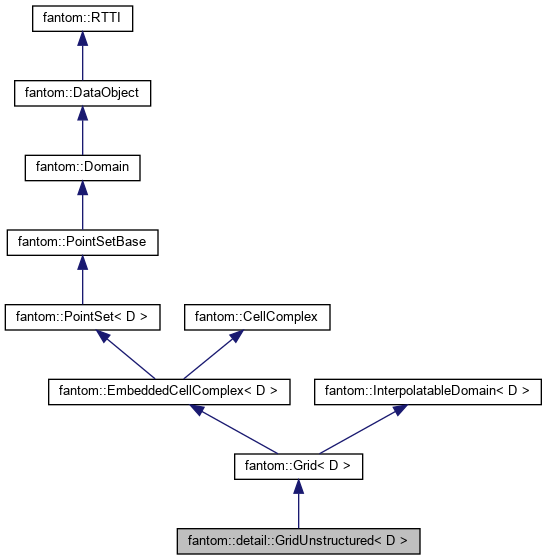 fantom::RTTI
fantom::DataObject
fantom::Domain
fantom::PointSetBase
fantom::PointSet< D >
fantom::CellComplex
fantom::EmbeddedCellComplex< D >
fantom::InterpolatableDomain< D >
fantom::Grid< D >
fantom::detail::GridUnstructured< D >